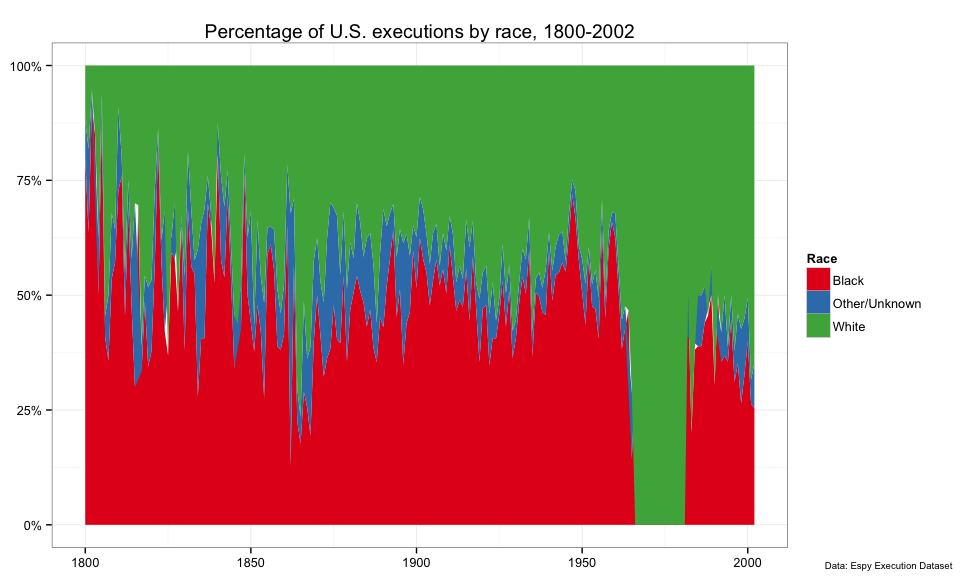 Percentage of U.S. executions by race, 1800-2002
100%
75%
50%
25%
0%
1800 1850 1900 1950 2000
Race
Black
Other/Unknown
White
Data: Espy Execution Dataset